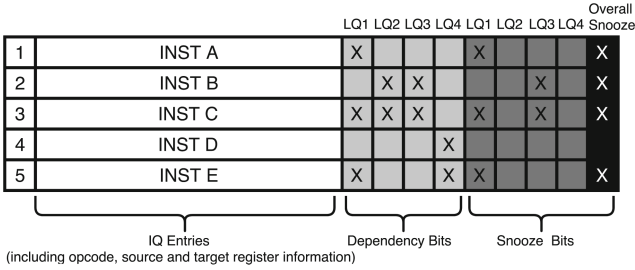 Overall
LQ1 LQ2 LQ3 LQ4 LQ1 LQ2 LQ3 LQ4 Snooze
1 INST A X X X
2 INST B X X X X
3 INST C X X X X X X
4 INST D X
5 INST E X X X X
IQ Entries Dependency Bits Snooze Bits
(including opcode, source and target register information)